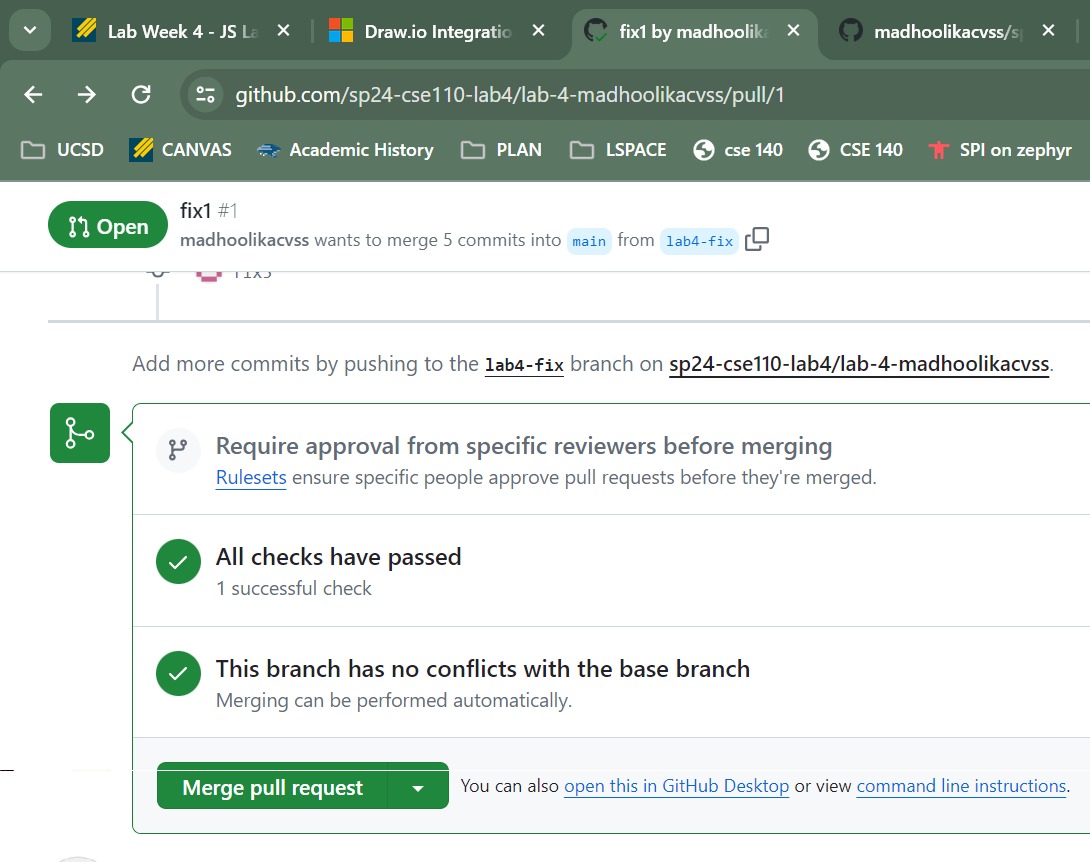 Lab Week 4 - JS La
Draw.io Integratio
fix1 by madhoolika
madhoolikacvss/s
github.com/sp24-cse110-lab4/lab-4-madhoolikacvss/pull/1
UCSD CANVAS Academic History PLAN LSPACE cse 140 CSE 140 SPI on zephyr
Open
fix1 #1
madhoolikacvss wants to merge 5 commits into main from lab4-fix
Add more commits by pushing to the lab4-fix branch on sp24-cse110-lab4/lab-4-madhoolikacvss.
Require approval from specific reviewers before merging
Rulesets ensure specific people approve pull requests before they're merged.
All checks have passed
1 successful check
This branch has no conflicts with the base branch
Merging can be performed automatically.
Merge pull request
You can also open this in GitHub Desktop or view command line instructions.